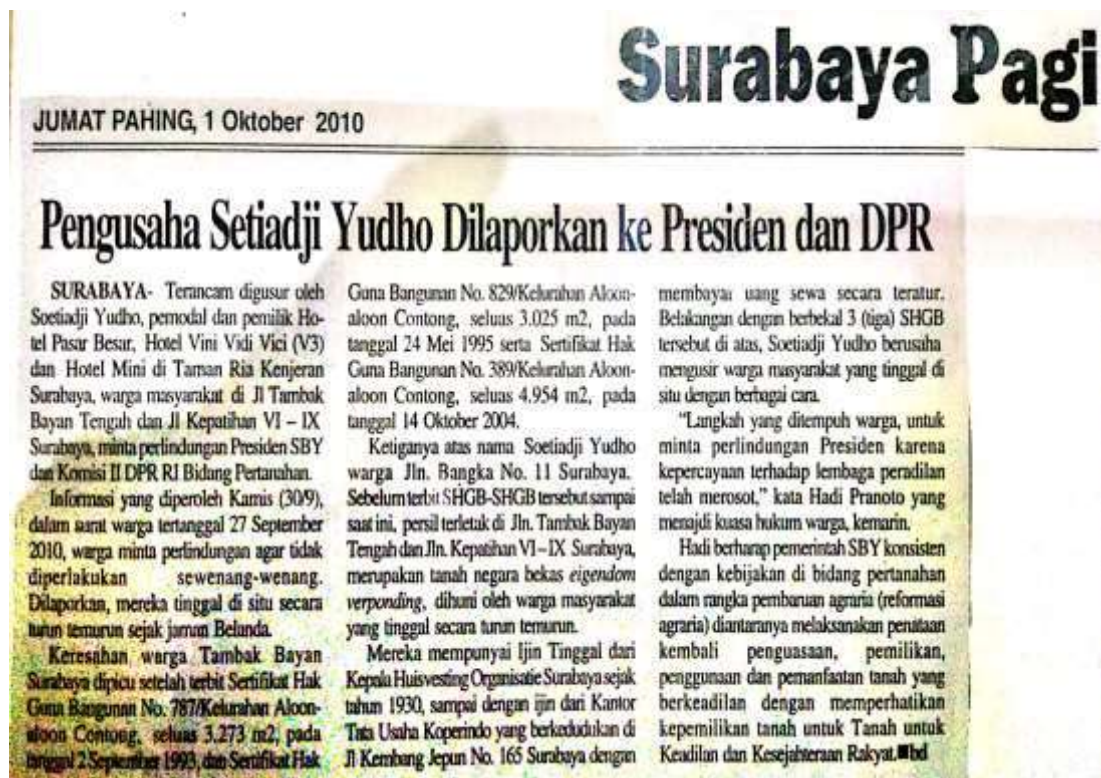 Surabaya Pagi
JUMAT PAHING, 1 Oktober 2010
Pengusaha Setiadji Yudho Dilaporkan ke Presiden dan DPR
SURABAYA- Terancam digusur oleh
Soetiadji Yudho, pemodal dan pemilik Ho-
tel Pasar Besar, Hotel Vini Vidi Vici (V3)
dan Hotel Mini di Taman Ria Kenjeran
Surabaya, warga masyarakat di Jl Tambak
Bayan Tengah dan Jl Kepatihan VI – IX
Surabaya, minta perlindungan Presiden SBY
dan Komisi II DPR RI Bidang Pertanahan.
Informasi yang diperoleh Kamis (30/9),
dalam surat warga tertanggal 27 September
2010, warga minta perlindungan agar tidak
diperlakukan sewenang-wenang.
Dilaporkan, mereka tinggal di situ secara
turun temurun sejak jaman Belanda.
Keresahan warga Tambak Bayan
Surabaya dipicu setelah terbit Sertifikat Hak
Guna Bangunan No. 787/Kelurahan Aloon-
aloon Contong, seluas 3.273 m2, pada
tanggal 2 September 1993, dan Sertifikat Hak
Guna Bangunan No. 829/Kelurahan Aloon-
aloon Contong, seluas 3.025 m2, pada
tanggal 24 Mei 1995 serta Sertifikat Hak
Guna Bangunan No. 389/Kelurahan Aloon-
aloon Contong, seluas 4.954 m2, pada
tanggal 14 Oktober 2004.
Ketiganya atas nama Soetiadji Yudho
warga Jln. Bangka No. 11 Surabaya.
Sebelum terbit SHGB-SHGB tersebut sampai
saat ini, persil terletak di Jln. Tambak Bayan
Tengah dan Jln. Kepatihan VI – IX Surabaya,
merupakan tanah negara bekas eigendom
verponding, dihuni oleh warga masyarakat
yang tinggal secara turun temurun.
Mereka mempunyai Ijin Tinggal dari
Kepala Huisvesting Organisatie Surabaya sejak
tahun 1930, sampai dengan ijin dari Kantor
Tata Usaha Koperindo yang berkedudukan di
Jl Kembang Jepun No. 165 Surabaya dengan
membayar uang sewa secara teratur.
Belakangan dengan berbekal 3 (tiga) SHGB
tersebut di atas, Soetiadji Yudho berusaha
mengusir warga masyarakat yang tinggal di
situ dengan berbagai cara.
"Langkah yang ditempuh warga, untuk
minta perlindungan Presiden karena
kepercayaan terhadap lembaga peradilan
telah merosot," kata Hadi Pranoto yang
menajdi kuasa hukum warga, kemarin.
Hadi berharap pemerintah SBY konsisten
dengan kebijakan di bidang pertanahan
dalam rangka pembaruan agraria (reformasi
agraria) diantaranya melaksanakan penataan
kembali penguasaan, pemilikan,
penggunaan dan pemanfaatan tanah yang
berkeadilan dengan memperhatikan
kepemilikan tanah untuk Tanah untuk
Keadilan dan Kesejahteraan Rakyat.■bd